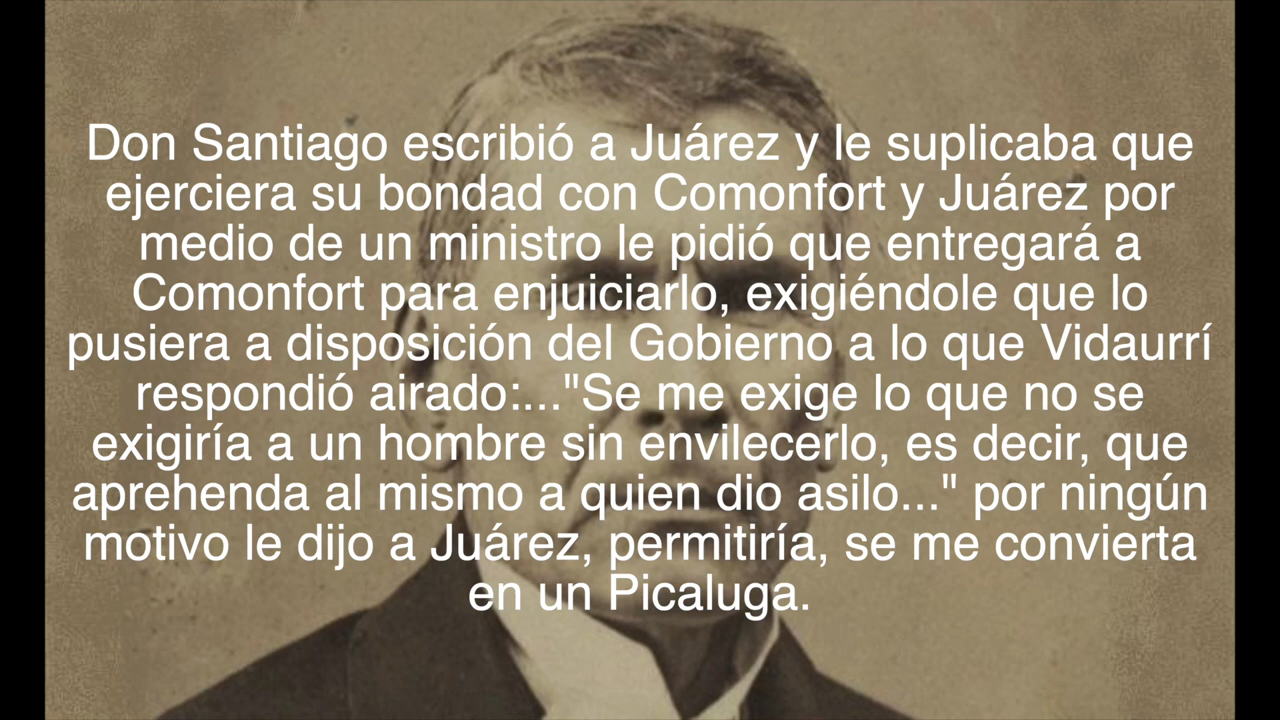 Don Santiago escribió a Juárez y le suplicaba que
ejerciera su bondad con Comonfort y Juárez por
medio de un ministro le pidió que entregará a
Comonfort para enjuiciarlo, exigiéndole que lo
pusiera a disposición del Gobierno a lo que Vidaurrí
respondió airado:..."Se me exige lo que no se
exigiría a un hombre sin envilecerlo, es decir, que
aprehenda al mismo a quien dio asilo..." por ningún
motivo le dijo a Juárez, permitiría, se me convierta
en un Picaluga.